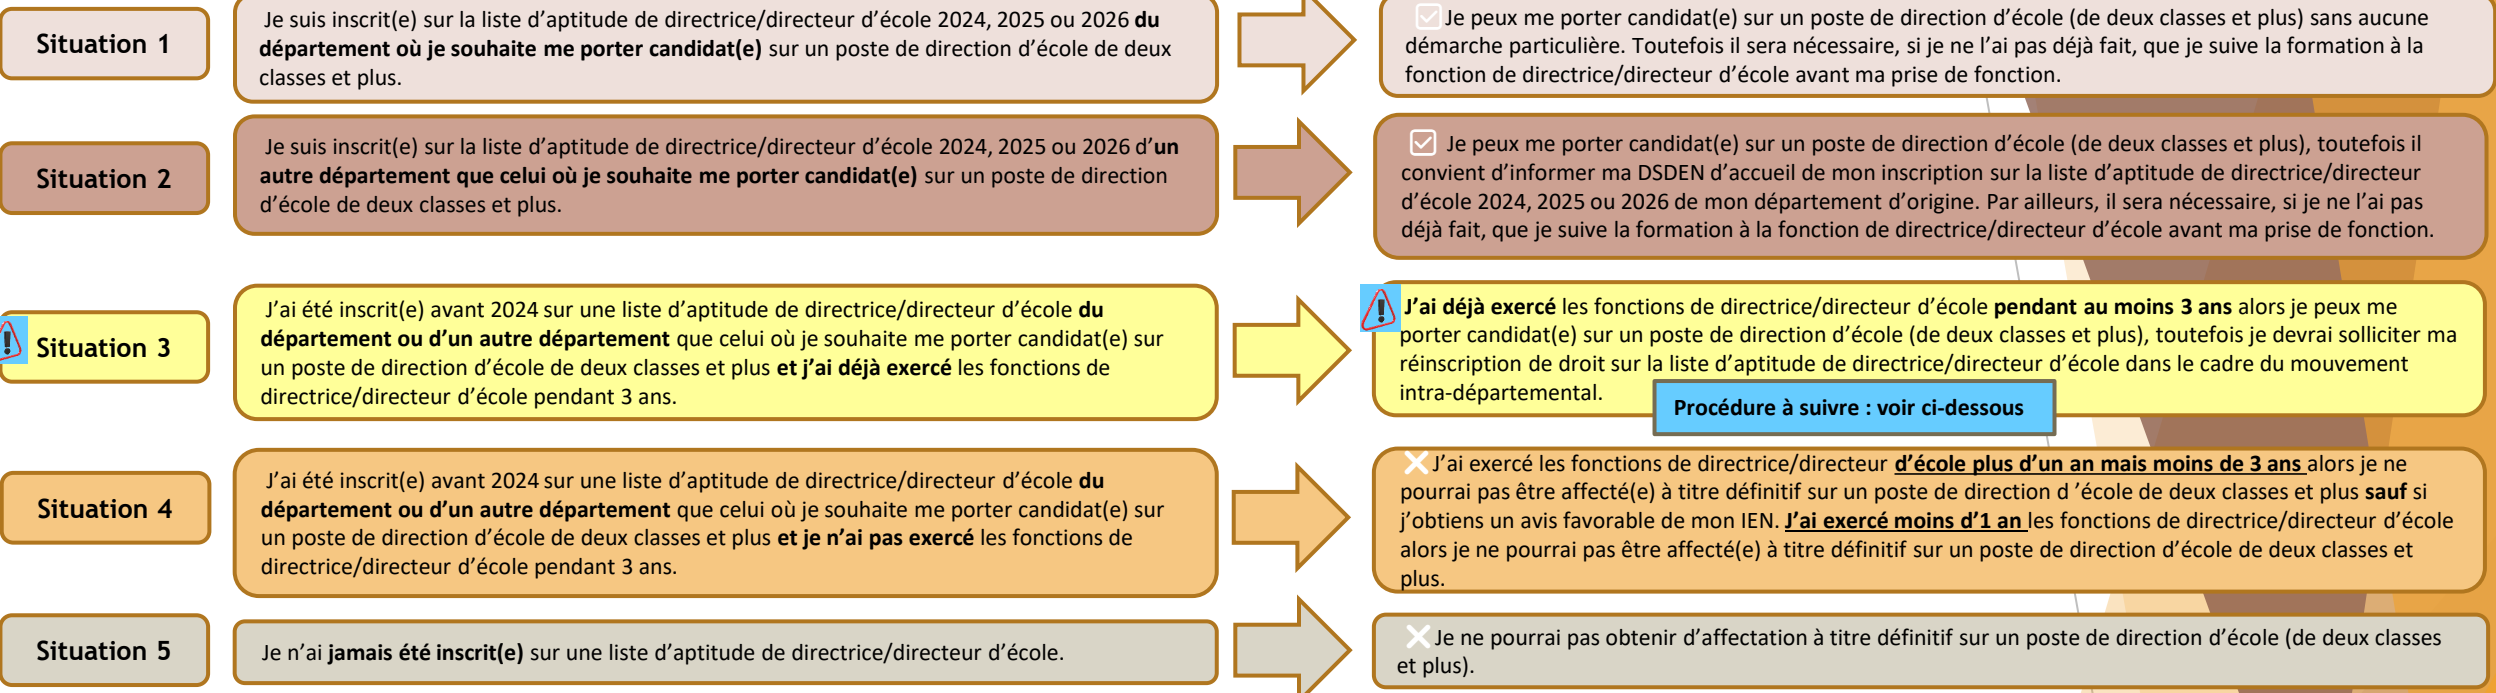 Situation 1
Je suis inscrit(e) sur la liste d’aptitude de directrice/directeur d’école 2024, 2025 ou 2026 du
département où je souhaite me porter candidat(e) sur un poste de direction d’école de deux
classes et plus.
Je peux me porter candidat(e) sur un poste de direction d’école (de deux classes et plus) sans aucune
démarche particulière. Toutefois il sera nécessaire, si je ne l’ai pas déjà fait, que je suive la formation à la
fonction de directrice/directeur d’école avant ma prise de fonction.
Situation 2
Je suis inscrit(e) sur la liste d’aptitude de directrice/directeur d’école 2024, 2025 ou 2026 d’un
autre département que celui où je souhaite me porter candidat(e) sur un poste de direction
d’école de deux classes et plus.
Je peux me porter candidat(e) sur un poste de direction d’école (de deux classes et plus), toutefois il
convient d’informer ma DSDEN d’accueil de mon inscription sur la liste d’aptitude de directrice/directeur
d’école 2024, 2025 ou 2026 de mon département d’origine. Par ailleurs, il sera nécessaire, si je ne l’ai pas
déjà fait, que je suive la formation à la fonction de directrice/directeur d’école avant ma prise de fonction.
Situation 3
J’ai été inscrit(e) avant 2024 sur une liste d’aptitude de directrice/directeur d’école du
département ou d’un autre département que celui où je souhaite me porter candidat(e) sur
un poste de direction d’école de deux classes et plus et j’ai déjà exercé les fonctions de
directrice/directeur d’école pendant 3 ans.
J’ai déjà exercé les fonctions de directrice/directeur d’école pendant au moins 3 ans alors je peux me
porter candidat(e) sur un poste de direction d’école (de deux classes et plus), toutefois je devrai solliciter ma
réinscription de droit sur la liste d’aptitude de directrice/directeur d’école dans le cadre du mouvement
intra-départemental.
Procédure à suivre : voir ci-dessous
Situation 4
J’ai été inscrit(e) avant 2024 sur une liste d’aptitude de directrice/directeur d’école du
département ou d’un autre département que celui où je souhaite me porter candidat(e) sur
un poste de direction d’école de deux classes et plus et je n’ai pas exercé les fonctions de
directrice/directeur d’école pendant 3 ans.
J’ai exercé les fonctions de directrice/directeur d’école plus d’un an mais moins de 3 ans alors je ne
pourrai pas être affecté(e) à titre définitif sur un poste de direction d ’école de deux classes et plus sauf si
j’obtiens un avis favorable de mon IEN. J’ai exercé moins d’1 an les fonctions de directrice/directeur d’école
alors je ne pourrai pas être affecté(e) à titre définitif sur un poste de direction d’école de deux classes et
plus.
Situation 5
Je n’ai jamais été inscrit(e) sur une liste d’aptitude de directrice/directeur d’école.
Je ne pourrai pas obtenir d’affectation à titre définitif sur un poste de direction d’école (de deux classes
et plus).